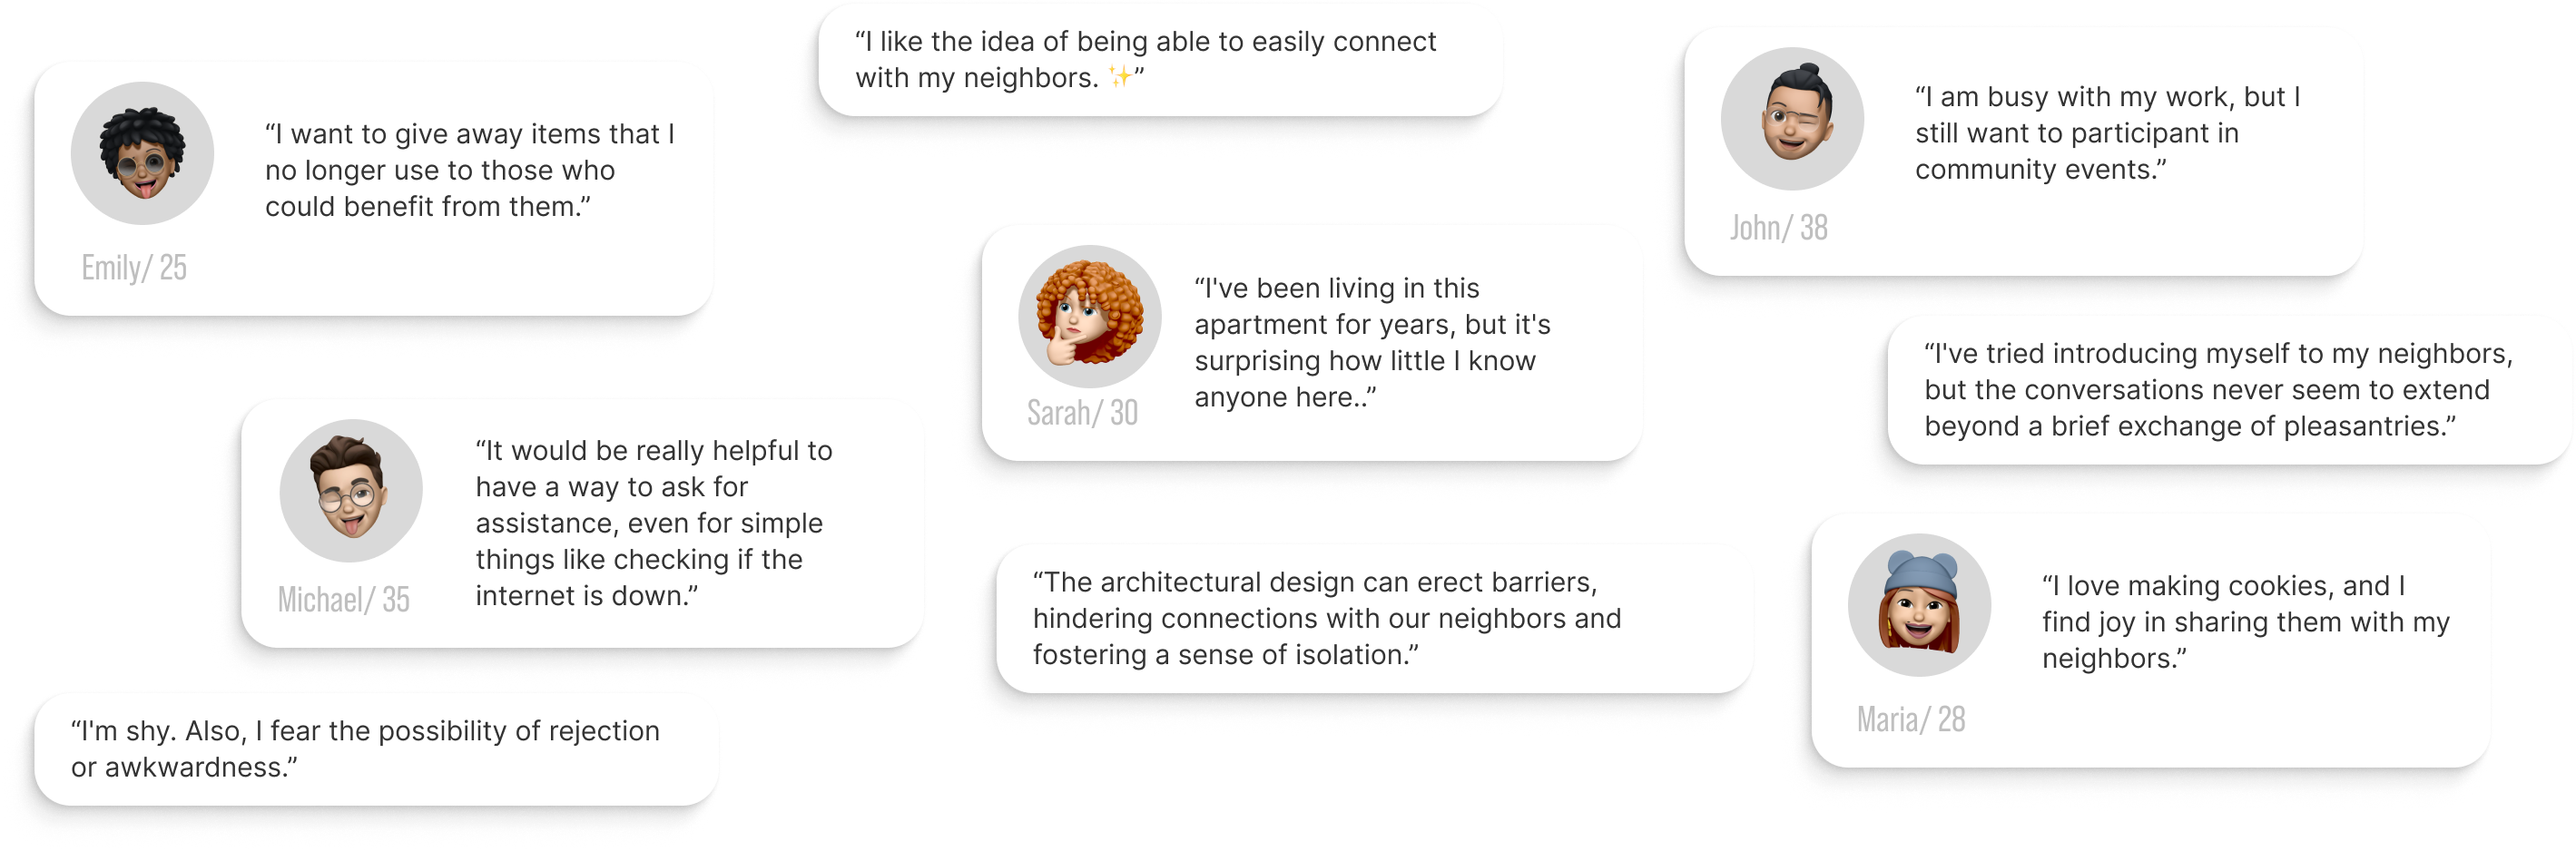 “I like the idea of being able to easily connect
with my neighbors. ✨”
“I want to give away items that I
no longer use to those who
could benefit from them.”
Emily/ 25
“I am busy with my work, but I
still want to participant in
community events.”
John/ 38
“I've been living in this
apartment for years, but it's
surprising how little I know
anyone here..”
Sarah/ 30
“I've tried introducing myself to my neighbors,
but the conversations never seem to extend
beyond a brief exchange of pleasantries.”
“It would be really helpful to
have a way to ask for
assistance, even for simple
things like checking if the
internet is down.”
Michael/ 35
“The architectural design can erect barriers,
hindering connections with our neighbors and
fostering a sense of isolation.”
“I love making cookies, and I
find joy in sharing them with my
neighbors.”
Maria/ 28
“I'm shy. Also, I fear the possibility of rejection
or awkwardness.”